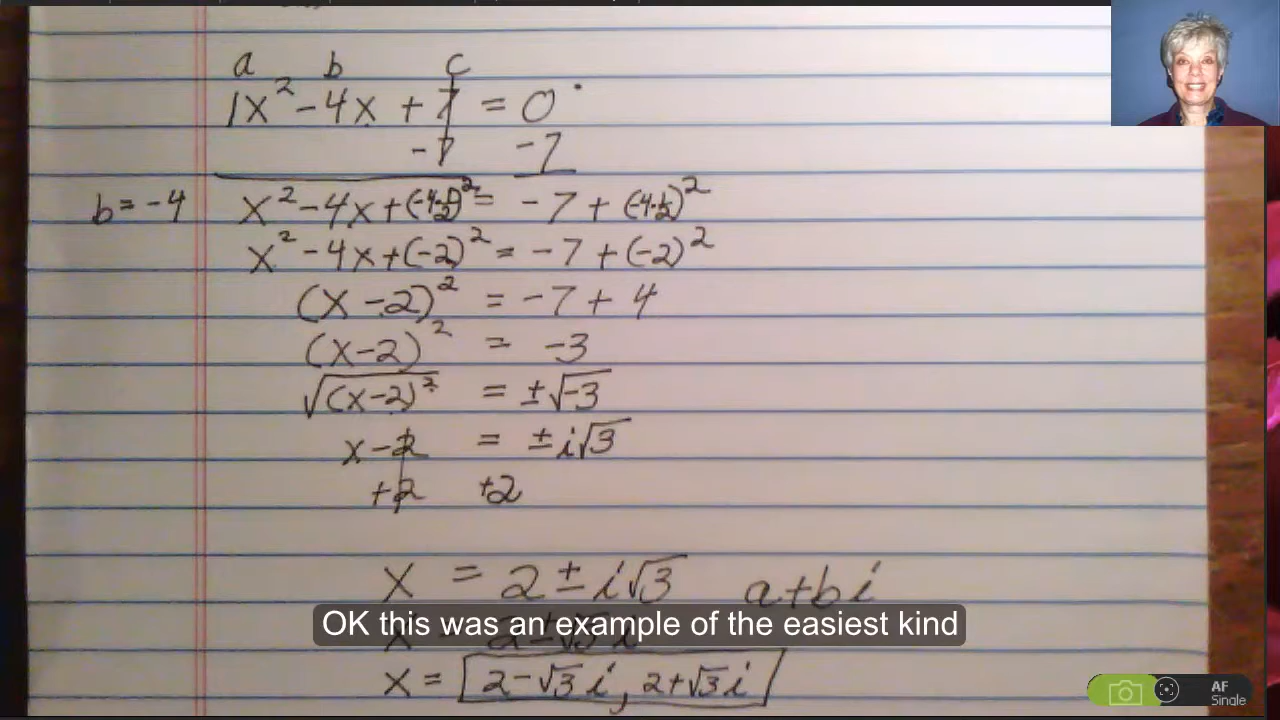 a b c
1x² - 4x + 7 = 0
-7 -7
b = -4 x² - 4x + (-4·½)² = -7 + (-4·½)²
x² - 4x + (-2)² = -7 + (-2)²
(x - 2)² = -7 + 4
(x - 2)² = -3
√(x-2)² = ±√-3
x - 2 = ± i√3
+2 +2
x = 2 ± i√3 a+bi
OK this was an example of the easiest kind
x = 2 ± √3 i
x = 2 - √3 i, 2 + √3 i
AF
Single